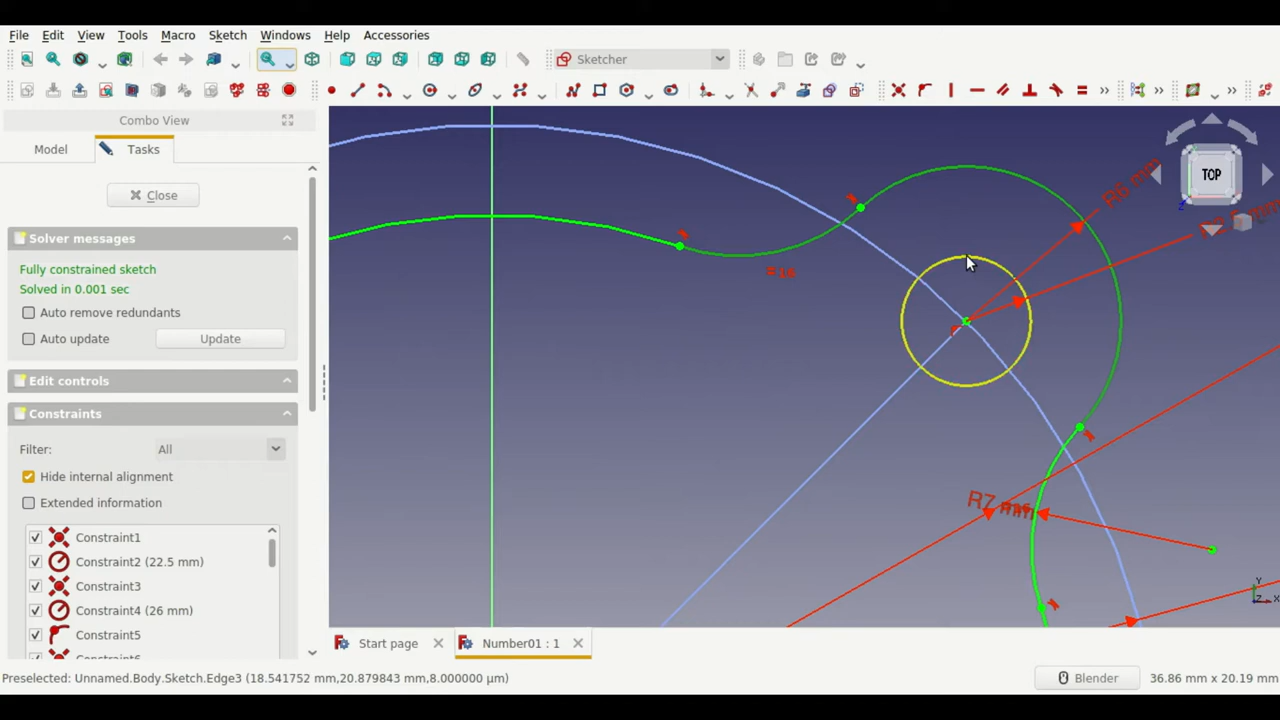 File Edit View Tools Macro Sketch Windows Help Accessories
Sketcher
Combo View
Model Tasks
Close
Solver messages
Fully constrained sketch
Solved in 0.001 sec
Auto remove redundants
Auto update Update
Edit controls
Constraints
Filter: All
Hide internal alignment
Extended information
Constraint1
Constraint2 (22.5 mm)
Constraint3
Constraint4 (26 mm)
Constraint5
TOP
R6 mm
R7 mm
Y
Z X
Start page Number01 : 1
Preselected: Unnamed.Body.Sketch.Edge3 (18.541752 mm,20.879843 mm,8.000000 μm) Blender 36.86 mm x 20.19 mm